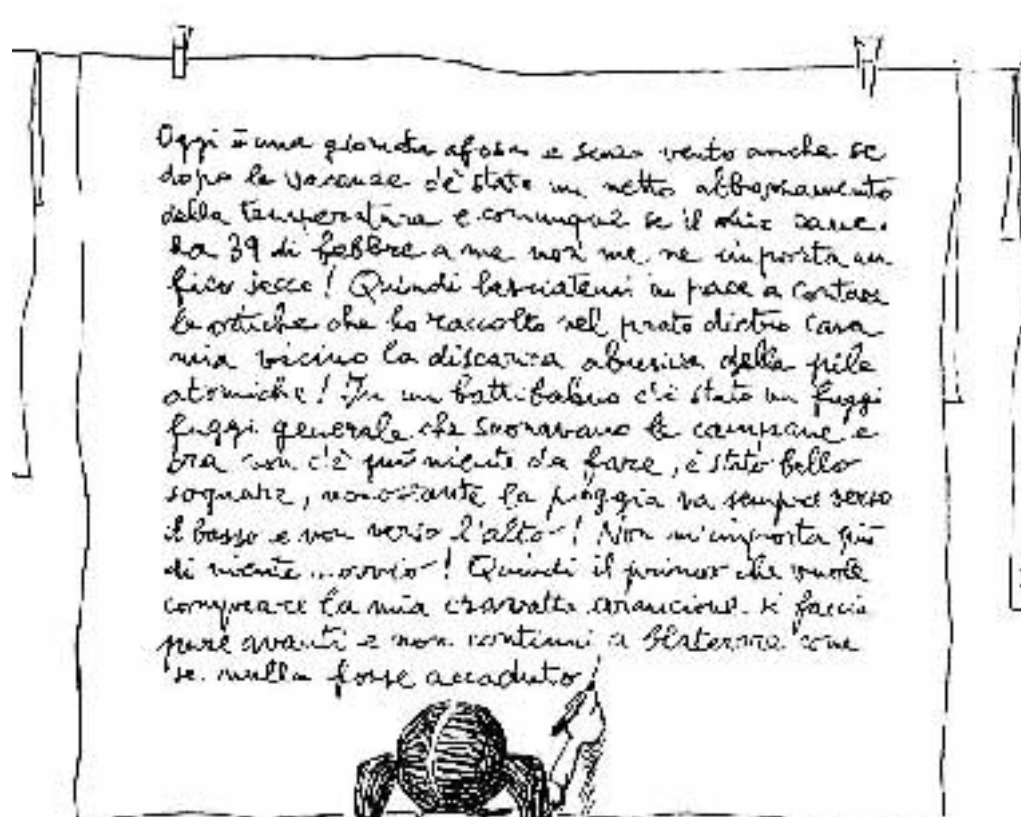 Oggi è una giornata afosa e senza vento anche se
dopo le vacanze c'è stato un netto abbassamento
della temperatura e comunque se il mio cane
ha 39 di febbre a me non me ne importa un
fico secco! Quindi lasciatemi in pace a contare
le ortiche che ho raccolto nel prato dietro casa
mia vicino la discarica abusiva delle pile
atomiche! In un battibaleno c'è stato un fuggi
fuggi generale che suonavano le campane e
ora non c'è più niente da fare, è stato bello
sognare, nonostante la pioggia va sempre verso
il basso e non verso l'alto! Non m'importa più
di niente...ovvio! Quindi il primo che vuole
comprare la mia cravatta arancione si faccia
pure avanti e non continui a blaterare come
se nulla fosse accaduto